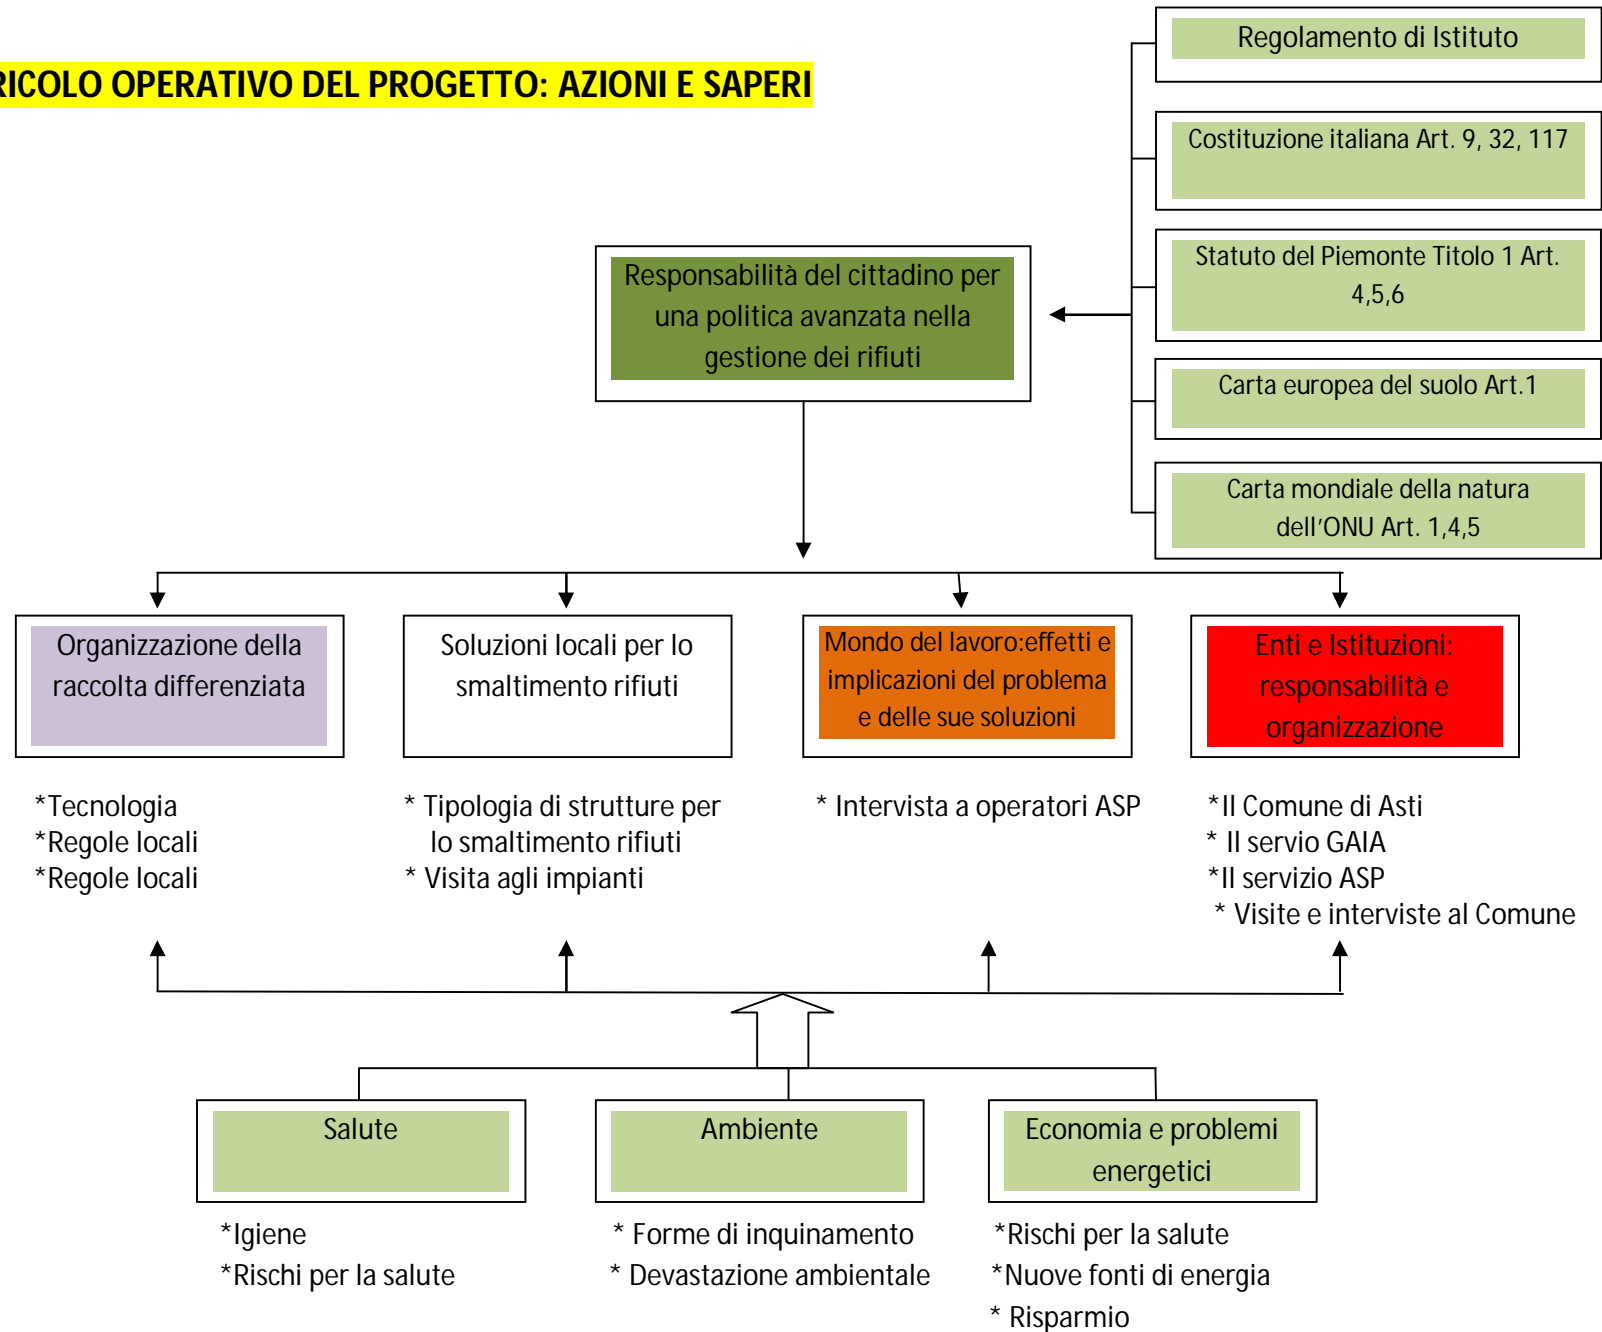 RICOLO OPERATIVO DEL PROGETTO: AZIONI E SAPERI
Regolamento di Istituto
Costituzione italiana Art. 9, 32, 117
Statuto del Piemonte Titolo 1 Art.
4,5,6
Carta europea del suolo Art.1
Carta mondiale della natura
dell'ONU Art. 1,4,5
Responsabilità del cittadino per
una politica avanzata nella
gestione dei rifiuti
Organizzazione della
raccolta differenziata
*Tecnologia
*Regole locali
*Regole locali
Soluzioni locali per lo
smaltimento rifiuti
* Tipologia di strutture per
lo smaltimento rifiuti
* Visita agli impianti
Mondo del lavoro:effetti e
implicazioni del problema
e delle sue soluzioni
* Intervista a operatori ASP
Enti e Istituzioni:
responsabilità e
organizzazione
*Il Comune di Asti
* Il servio GAIA
*Il servizio ASP
* Visite e interviste al Comune
Salute
*Igiene
*Rischi per la salute
Ambiente
* Forme di inquinamento
* Devastazione ambientale
Economia e problemi
energetici
*Rischi per la salute
*Nuove fonti di energia
* Risparmio